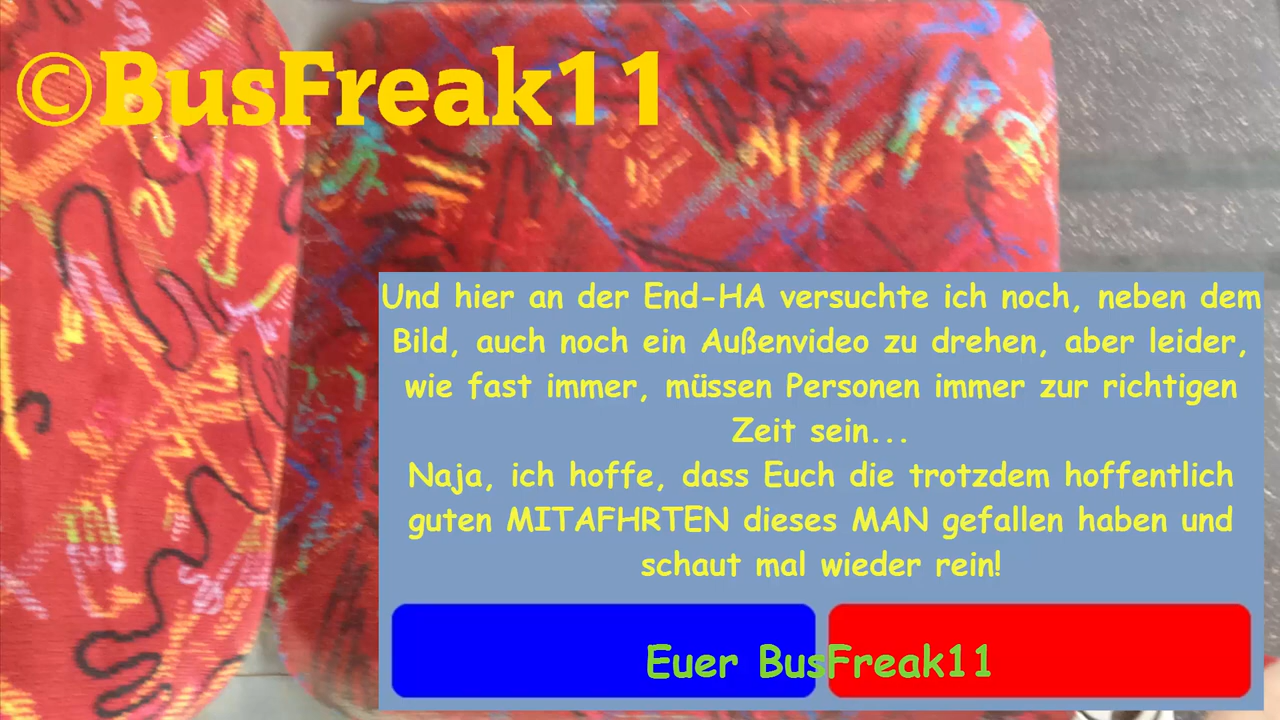 ©BusFreak11
Und hier an der End-HA versuchte ich noch, neben dem
Bild, auch noch ein Außenvideo zu drehen, aber leider,
wie fast immer, müssen Personen immer zur richtigen
Zeit sein...
Naja, ich hoffe, dass Euch die trotzdem hoffentlich
guten MITAFHRTEN dieses MAN gefallen haben und
schaut mal wieder rein!
Euer BusFreak11